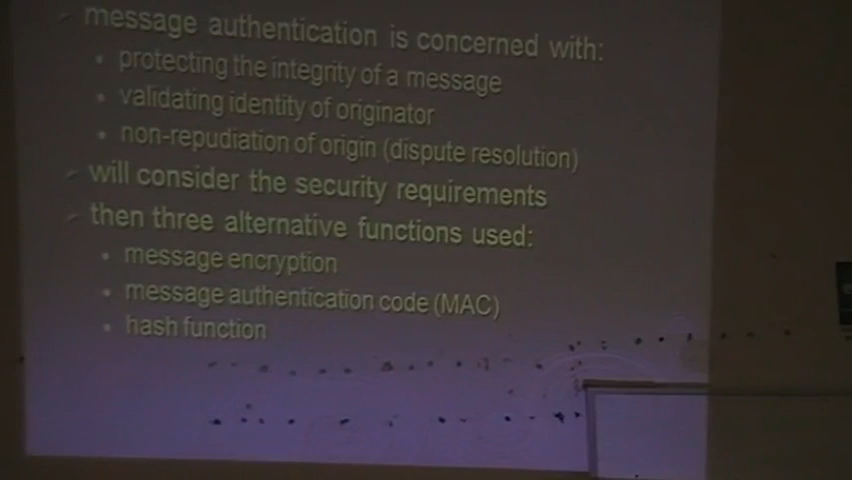 message authentication is concerned with:
protecting the integrity of a message
validating identity of originator
non-repudiation of origin (dispute resolution)
will consider the security requirements
then three alternative functions used:
message encryption
message authentication code (MAC)
hash function